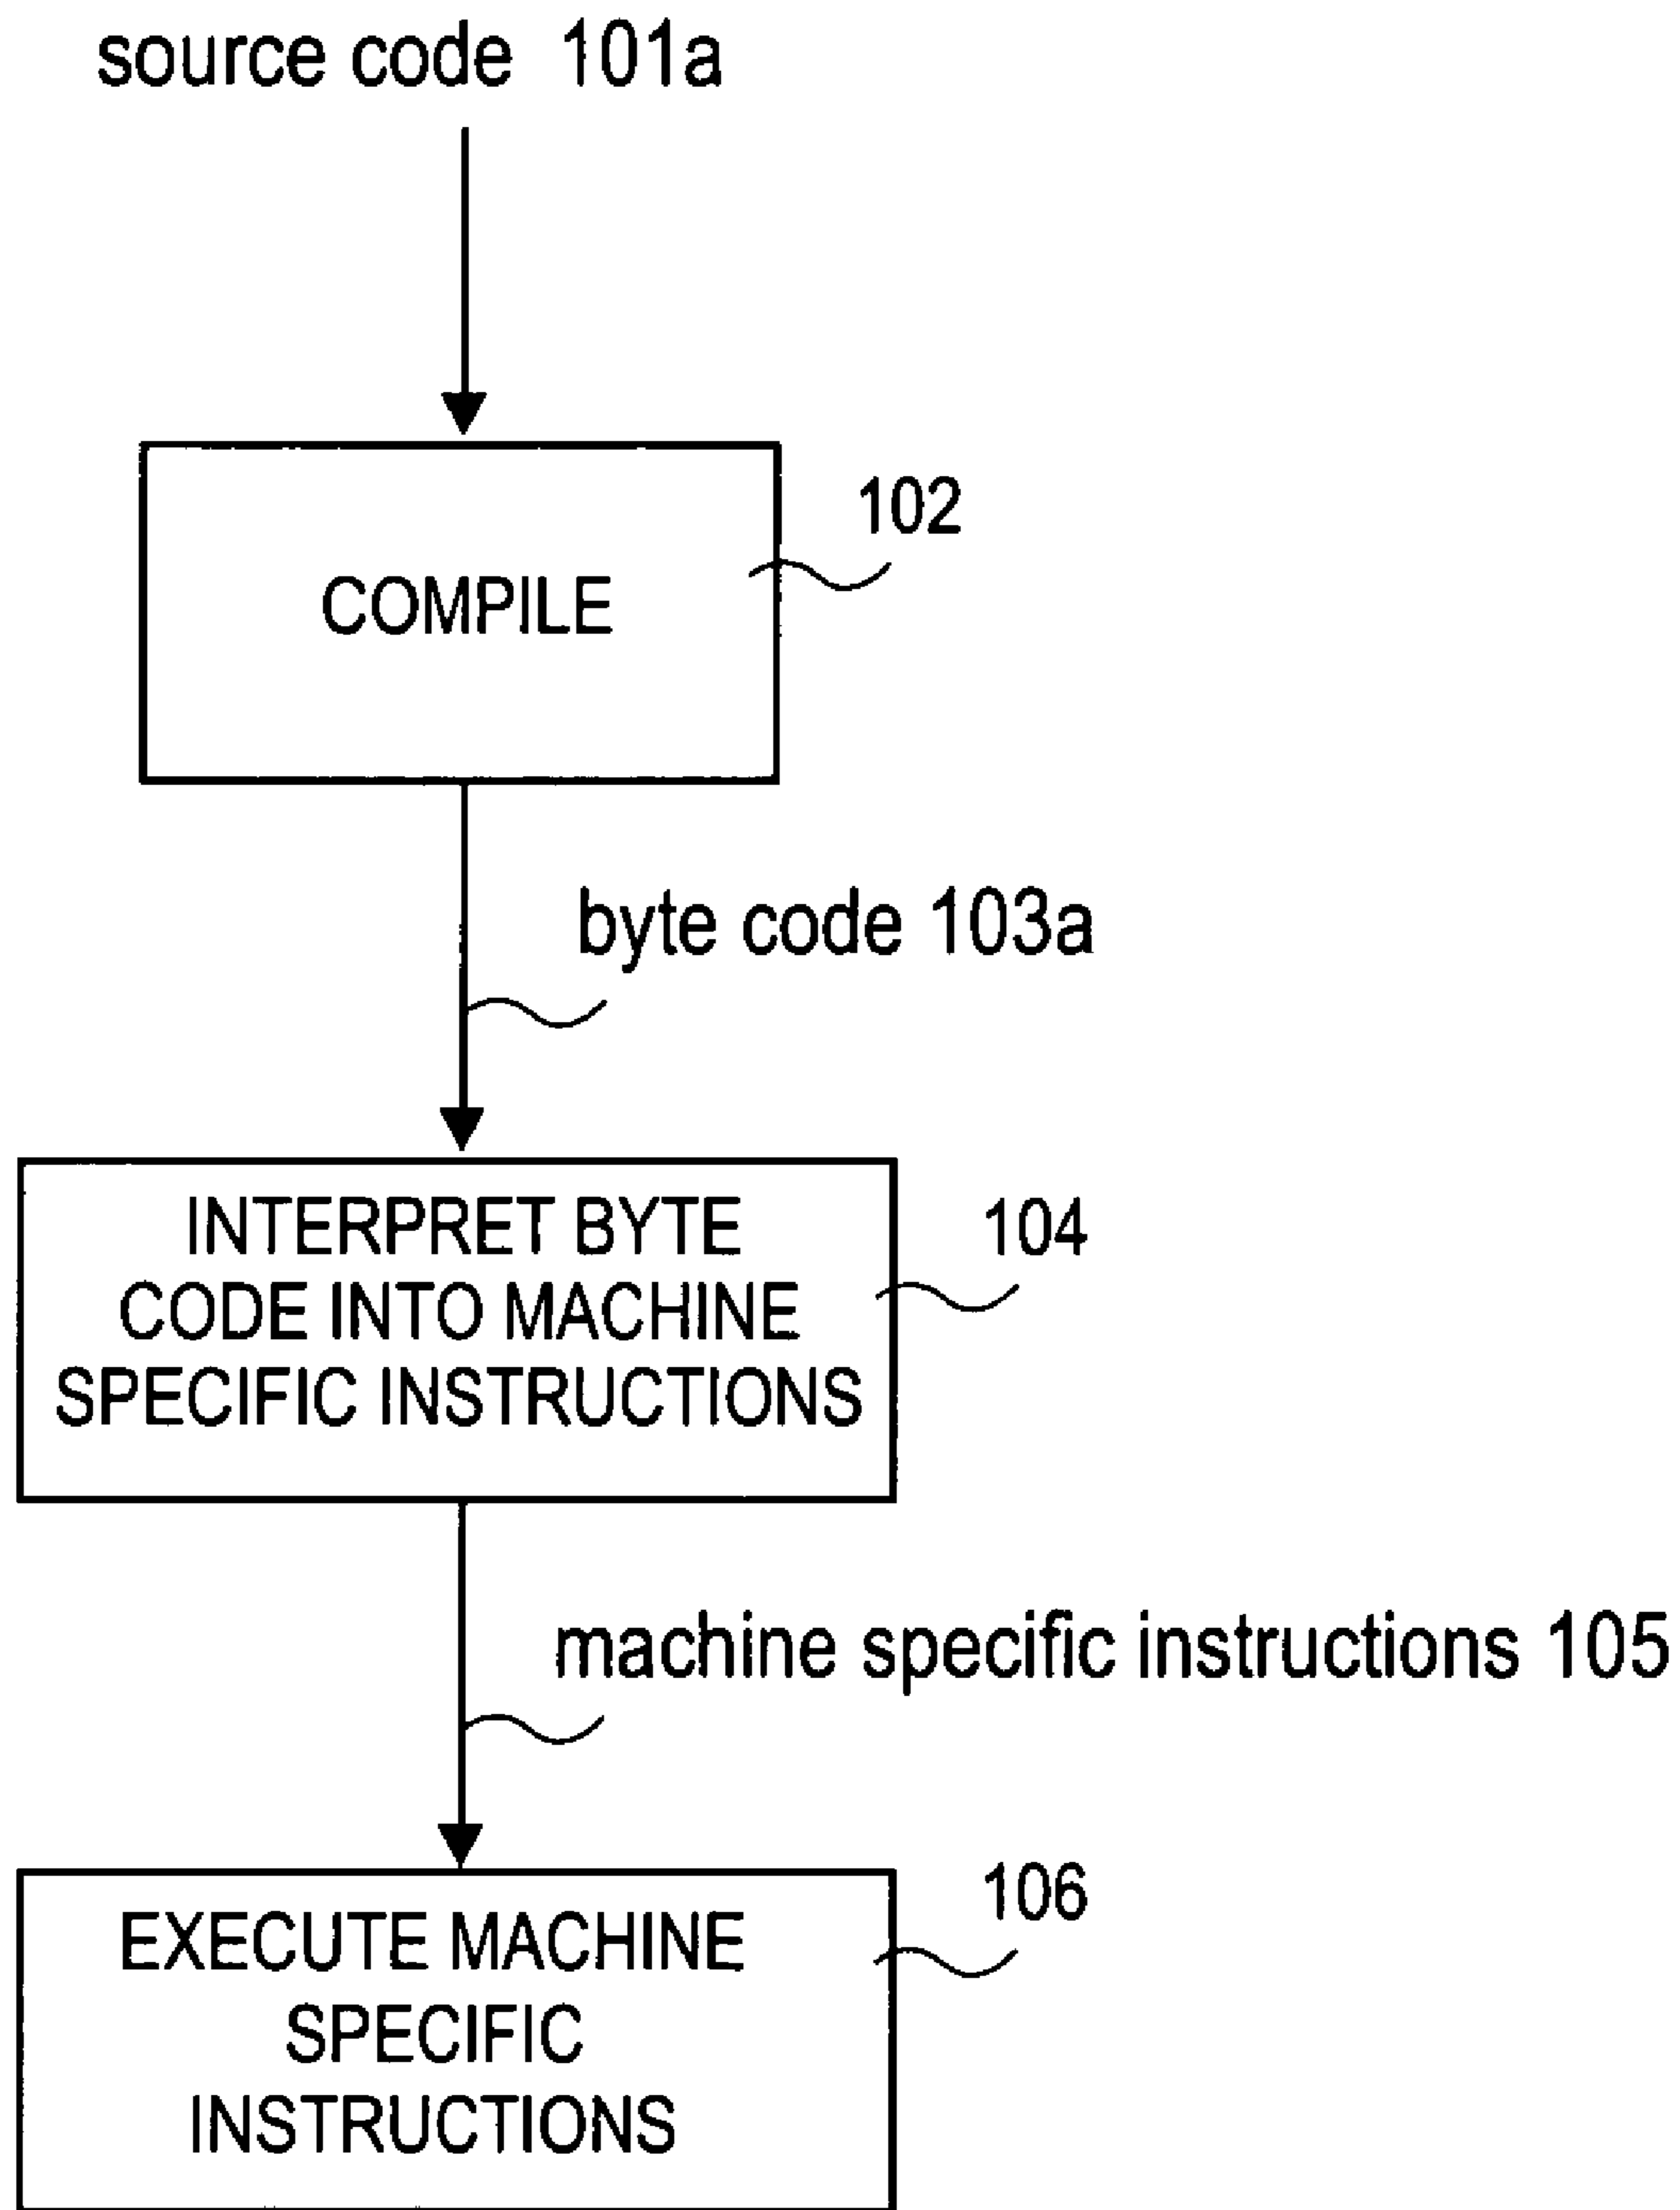 source code 101a
102
COMPILE
byte code 103a
INTERPRET BYTE
104
CODE INTO MACHINE
SPECIFIC INSTRUCTIONS
machine specific instructions 105
106
EXECUTE MACHINE
SPECIFIC
INSTRUCTIONS